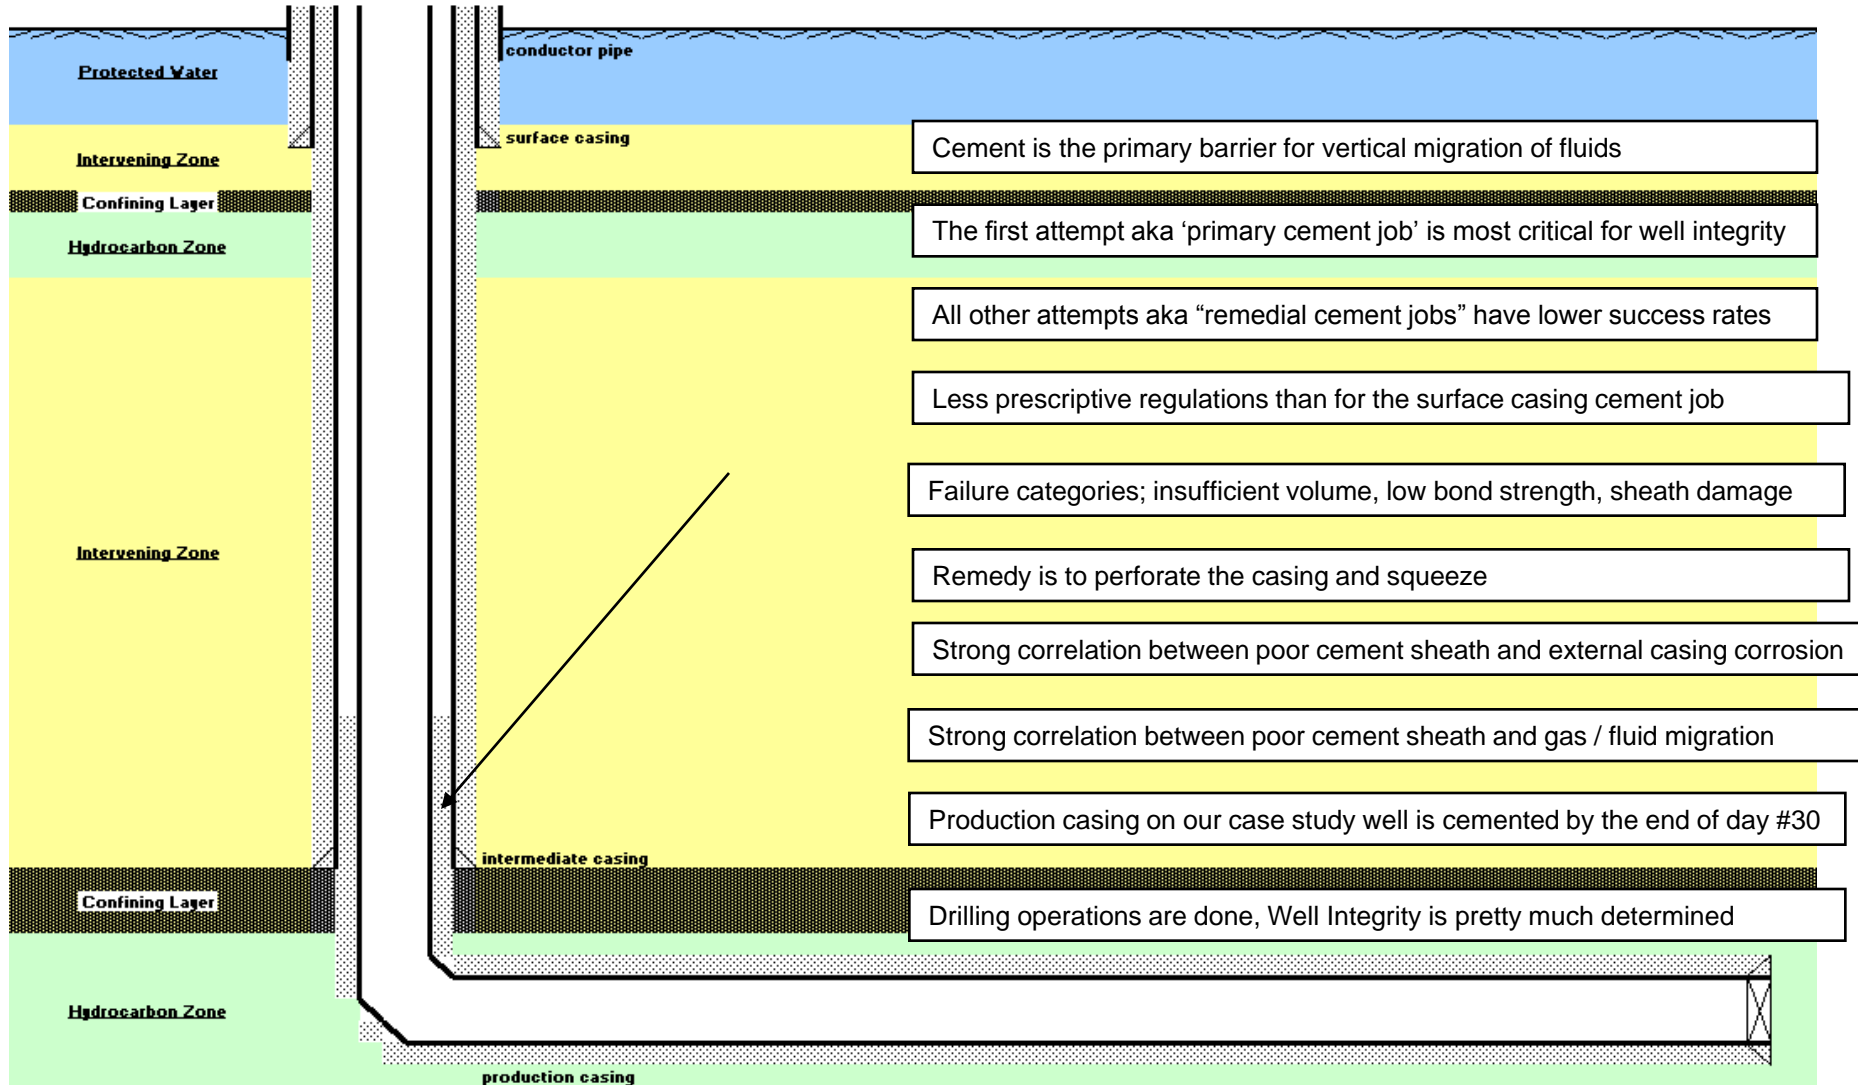 conductor pipe
Protected Water
surface casing
Cement is the primary barrier for vertical migration of fluids
Intervening Zone
Confining Layer
The first attempt aka ‘primary cement job’ is most critical for well integrity
Hydrocarbon Zone
All other attempts aka “remedial cement jobs” have lower success rates
Less prescriptive regulations than for the surface casing cement job
Failure categories; insufficient volume, low bond strength, sheath damage
Intervening Zone
Remedy is to perforate the casing and squeeze
Strong correlation between poor cement sheath and external casing corrosion
Strong correlation between poor cement sheath and gas / fluid migration
Production casing on our case study well is cemented by the end of day #30
intermediate casing
Confining Layer
Drilling operations are done, Well Integrity is pretty much determined
Hydrocarbon Zone
production casing